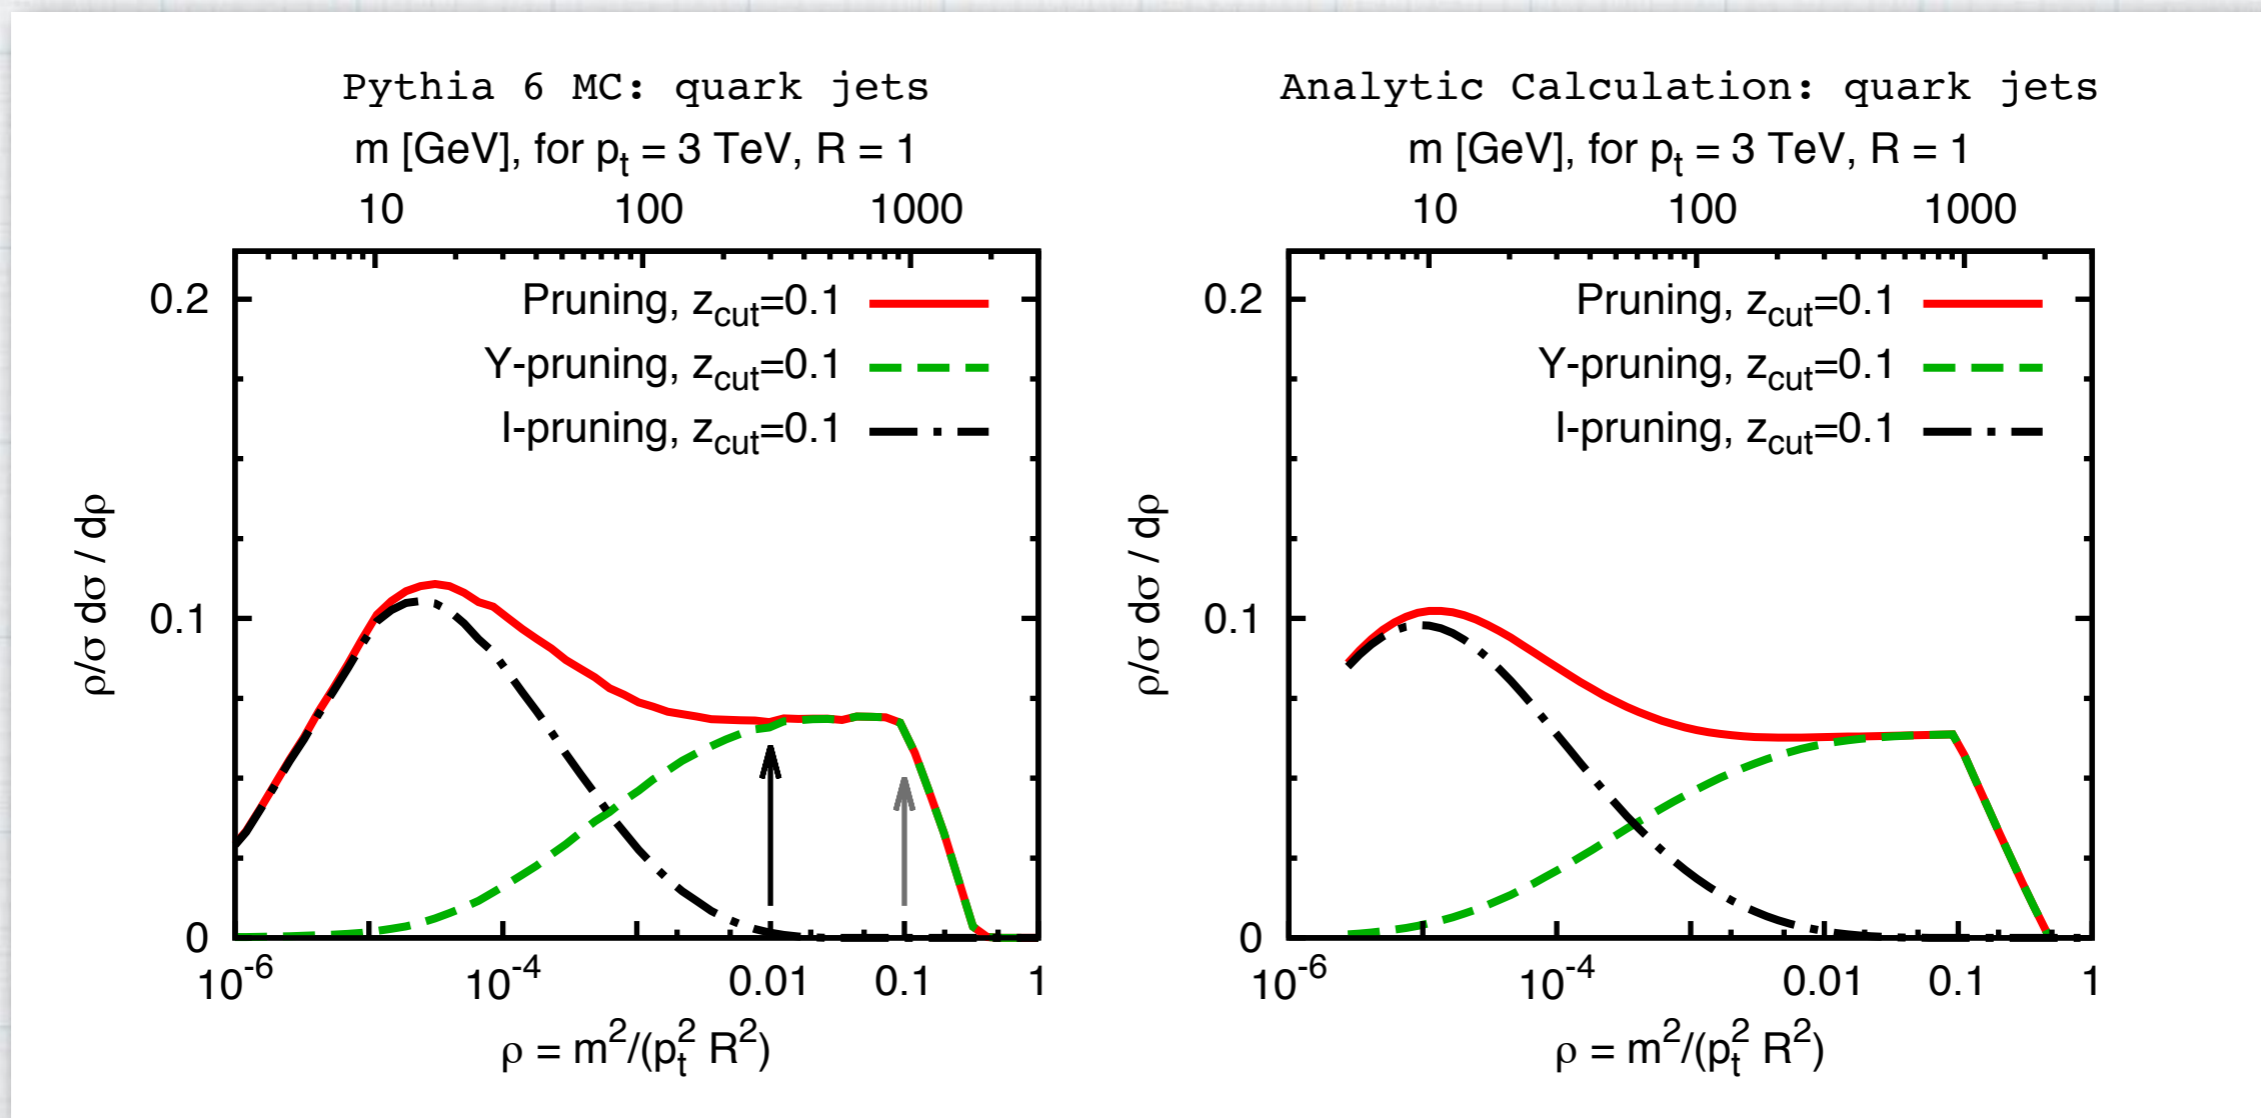 Pythia 6 MC: quark jets
m [GeV], for pt = 3 TeV, R = 1
10 100 1000
0.2
0.1
0
Pruning, zcut=0.1
Y-pruning, zcut=0.1
I-pruning, zcut=0.1
ρ/σ dσ / dρ
10-6 10-4 0.01 0.1 1
ρ = m2/(pt2 R2)
Analytic Calculation: quark jets
m [GeV], for pt = 3 TeV, R = 1
10 100 1000
0.2
0.1
0
Pruning, zcut=0.1
Y-pruning, zcut=0.1
I-pruning, zcut=0.1
ρ/σ dσ / dρ
10-6 10-4 0.01 0.1 1
ρ = m2/(pt2 R2)